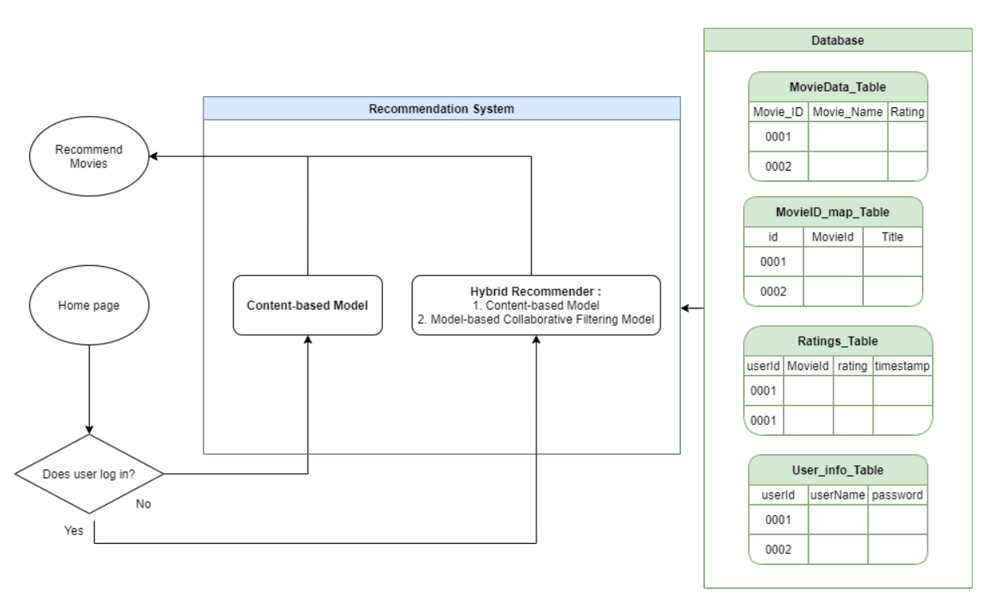 Database
MovieData_Table
Movie_ID Movie_Name Rating
0001
0002
MovieID_map_Table
id MovieId Title
0001
0002
Ratings_Table
userId MovieId rating timestamp
0001
0001
User_info_Table
userId userName password
0001
0002
Recommendation System
Recommend
Movies
Home page
Content-based Model
Hybrid Recommender :
1. Content-based Model
2. Model-based Collaborative Filtering Model
Does user log in?
No
Yes